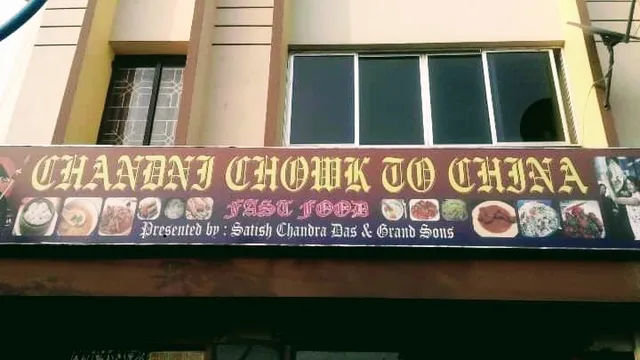 CHANDNI CHOWK TO CHINA
FAST FOOD
Presented by : Satish Chandra Das & Grand Sons